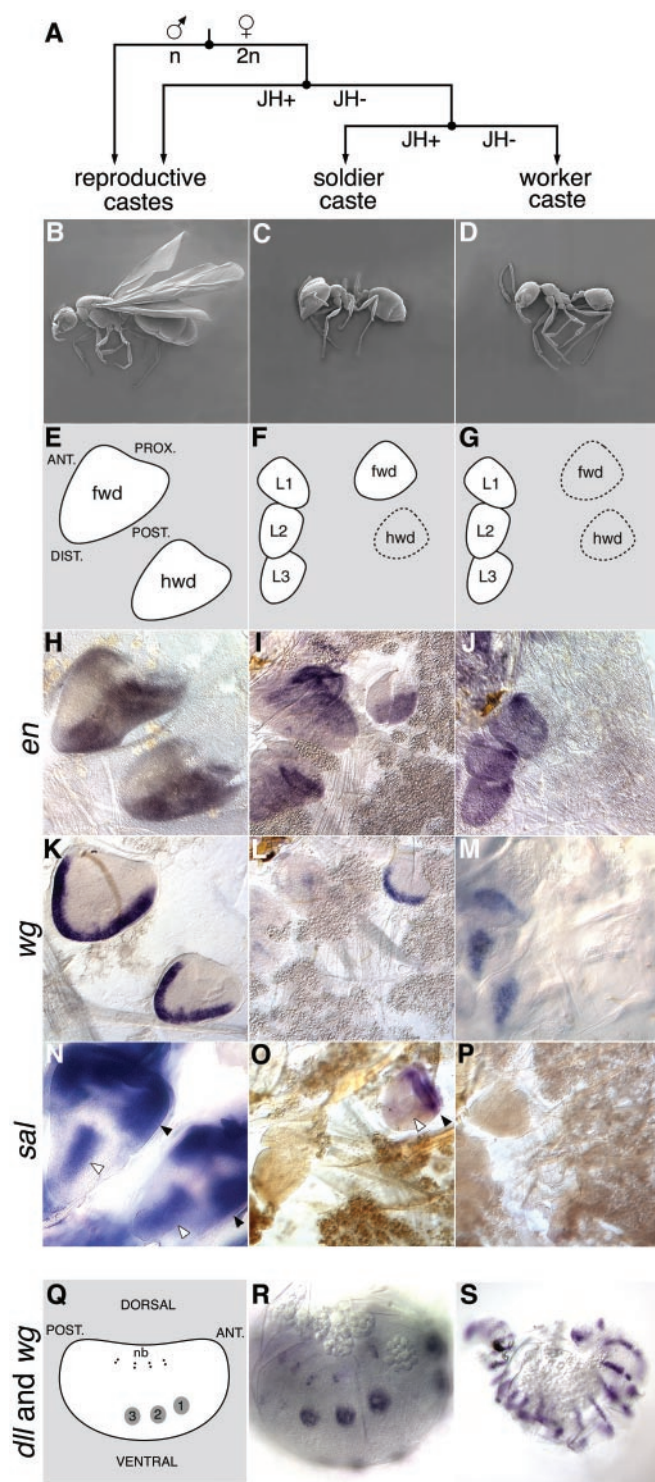 A ♂ ♀
n 2n
JH+ JH-
JH+ JH-
reproductive castes soldier caste worker caste
B C D
E F G
ANT. PROX. fwd POST. DIST. hwd
L1 L2 L3 fwd hwd
L1 L2 L3 fwd hwd
en H I J
wg K L M
sal N O P
dll and wg Q R S
DORSAL
POST. ANT.
nb
3 2 1
VENTRAL